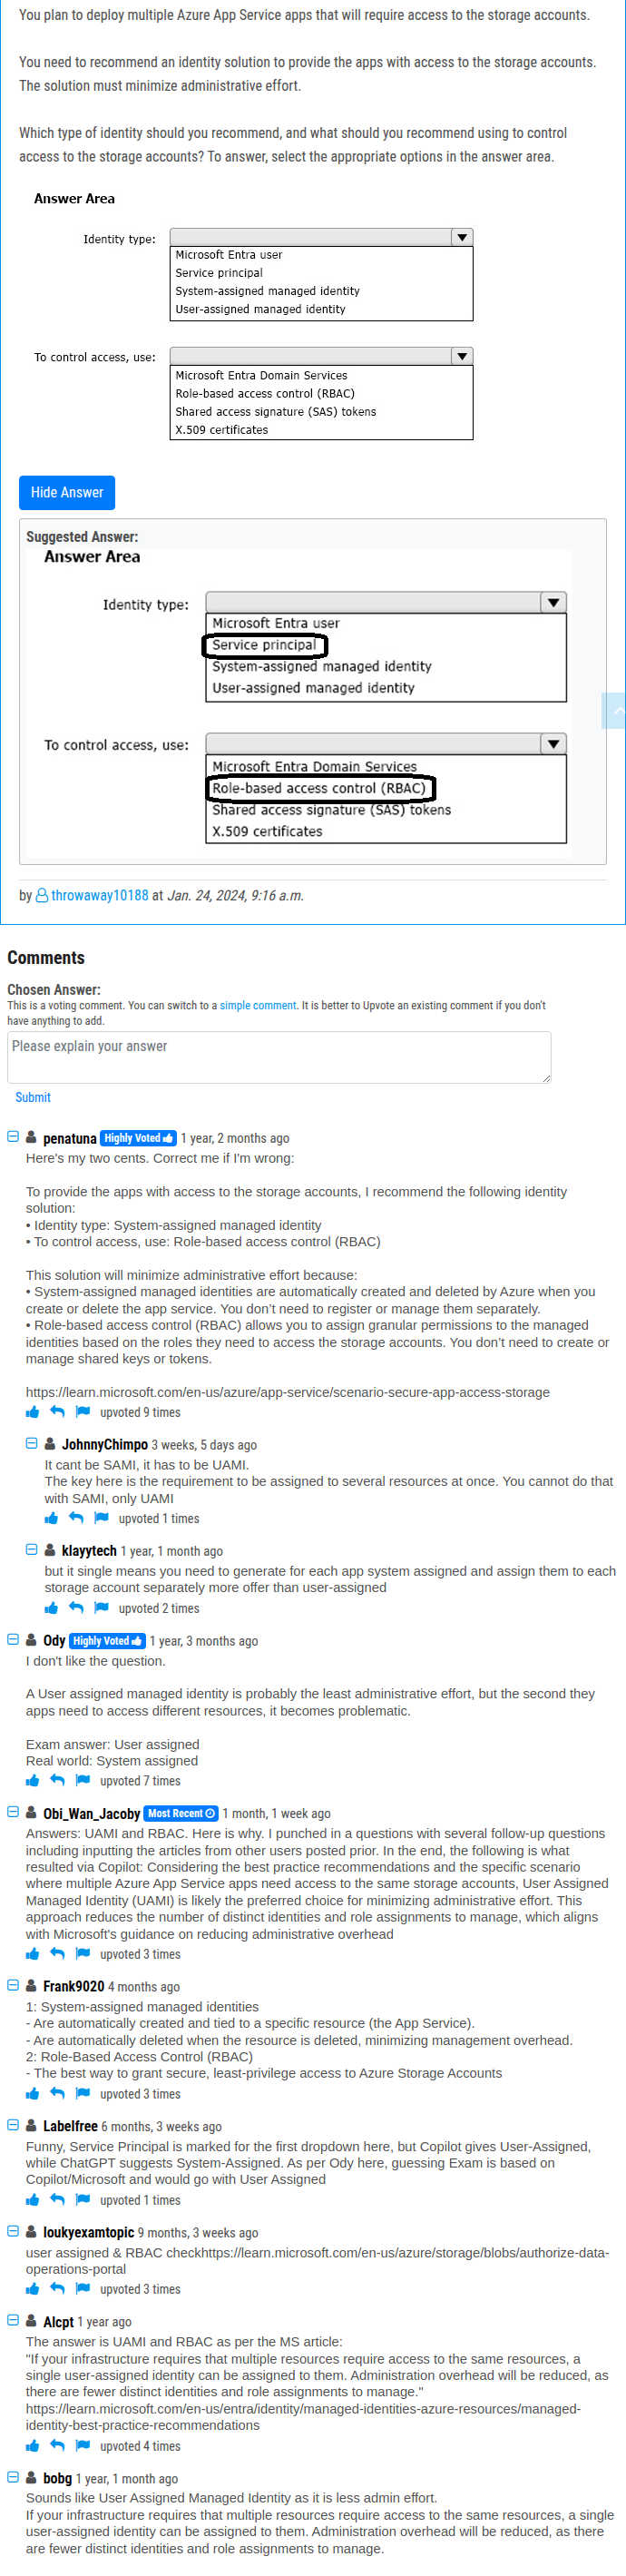 You plan to deploy multiple Azure App Service apps that will require access to the storage accounts.
You need to recommend an identity solution to provide the apps with access to the storage accounts.
The solution must minimize administrative effort.
Which type of identity should you recommend, and what should you recommend using to control
access to the storage accounts? To answer, select the appropriate options in the answer area.
Answer Area
Identity type:
Microsoft Entra user
Service principal
System-assigned managed identity
User-assigned managed identity
To control access, use:
Microsoft Entra Domain Services
Role-based access control (RBAC)
Shared access signature (SAS) tokens
X.509 certificates
Hide Answer
Suggested Answer:
Answer Area
Identity type:
Microsoft Entra user
Service principal
System-assigned managed identity
User-assigned managed identity
To control access, use:
Microsoft Entra Domain Services
Role-based access control (RBAC)
Shared access signature (SAS) tokens
X.509 certificates
by throwaway10188 at Jan. 24, 2024, 9:16 a.m.
Comments
Chosen Answer:
This is a voting comment. You can switch to a simple comment. It is better to Upvote an existing comment if you don't
have anything to add.
Please explain your answer
Submit
penatuna Highly Voted 1 year, 2 months ago
Here's my two cents. Correct me if I'm wrong:
To provide the apps with access to the storage accounts, I recommend the following identity
solution:
• Identity type: System-assigned managed identity
• To control access, use: Role-based access control (RBAC)
This solution will minimize administrative effort because:
• System-assigned managed identities are automatically created and deleted by Azure when you
create or delete the app service. You don't need to register or manage them separately.
• Role-based access control (RBAC) allows you to assign granular permissions to the managed
identities based on the roles they need to access the storage accounts. You don't need to create or
manage shared keys or tokens.
https://learn.microsoft.com/en-us/azure/app-service/scenario-secure-app-access-storage
upvoted 9 times
JohnnyChimpo 3 weeks, 5 days ago
It cant be SAMI, it has to be UAMI.
The key here is the requirement to be assigned to several resources at once. You cannot do that
with SAMI, only UAMI
upvoted 1 times
klayytech 1 year, 1 month ago
but it single means you need to generate for each app system assigned and assign them to each
storage account separately more offer than user-assigned
upvoted 2 times
Ody Highly Voted 1 year, 3 months ago
I don't like the question.
A User assigned managed identity is probably the least administrative effort, but the second they
apps need to access different resources, it becomes problematic.
Exam answer: User assigned
Real world: System assigned
upvoted 7 times
Obi_Wan_Jacoby Most Recent 1 month, 1 week ago
Answers: UAMI and RBAC. Here is why. I punched in a questions with several follow-up questions
including inputting the articles from other users posted prior. In the end, the following is what
resulted via Copilot: Considering the best practice recommendations and the specific scenario
where multiple Azure App Service apps need access to the same storage accounts, User Assigned
Managed Identity (UAMI) is likely the preferred choice for minimizing administrative effort. This
approach reduces the number of distinct identities and role assignments to manage, which aligns
with Microsoft's guidance on reducing administrative overhead
upvoted 3 times
Frank9020 4 months ago
1: System-assigned managed identities
- Are automatically created and tied to a specific resource (the App Service).
- Are automatically deleted when the resource is deleted, minimizing management overhead.
2: Role-Based Access Control (RBAC)
- The best way to grant secure, least-privilege access to Azure Storage Accounts
upvoted 3 times
Labelfree 6 months, 3 weeks ago
Funny, Service Principal is marked for the first dropdown here, but Copilot gives User-Assigned,
while ChatGPT suggests System-Assigned. As per Ody here, guessing Exam is based on
Copilot/Microsoft and would go with User Assigned
upvoted 1 times
loukyexamtopic 9 months, 3 weeks ago
user assigned & RBAC checkhttps://learn.microsoft.com/en-us/azure/storage/blobs/authorize-data-
operations-portal
upvoted 3 times
Alcpt 1 year ago
The answer is UAMI and RBAC as per the MS article:
"If your infrastructure requires that multiple resources require access to the same resources, a
single user-assigned identity can be assigned to them. Administration overhead will be reduced, as
there are fewer distinct identities and role assignments to manage."
https://learn.microsoft.com/en-us/entra/identity/managed-identities-azure-resources/managed-
identity-best-practice-recommendations
upvoted 4 times
bobg 1 year, 1 month ago
Sounds like User Assigned Managed Identity as it is less admin effort.
If your infrastructure requires that multiple resources require access to the same resources, a single
user-assigned identity can be assigned to them. Administration overhead will be reduced, as there
are fewer distinct identities and role assignments to manage.